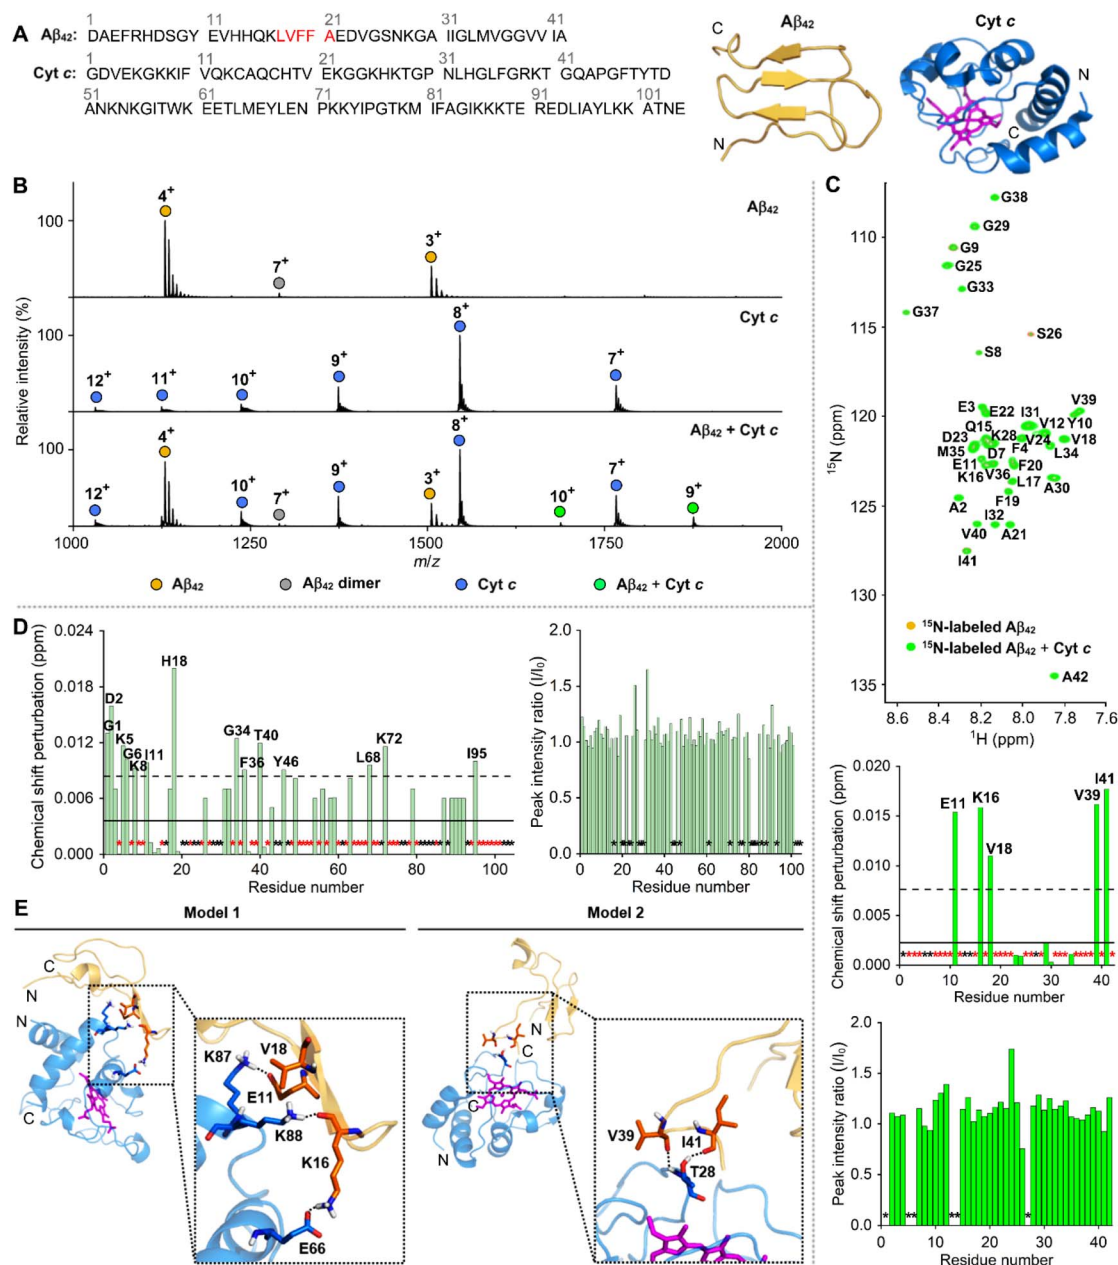 A
1 11 21 31 41
Aβ42: DAEFRHDSGY EVHHQKLVFF AEDVGSNKGA IIGLMVGGVV IA
1 11 21 31 41
Cyt c: GDVEKGKKIF VQKCAQCHTV EKGGKHKTGP NLHGLFGRKT GQAPGFTYTD
51 61 71 81 91 101
ANKNKGITWK EETLMEYLEN PKKYIPGTKM IFAGIKKKTE REDLIAYLKK ATNE
Aβ42 Cyt c
C N
N C
B
Relative intensity (%)
100 4+ 7+ 3+ Aβ42
100 12+ 11+ 10+ 9+ 8+ 7+ Cyt c
100 12+ 4+ 10+ 7+ 9+ 3+ 8+ 10+ 7+ 9+ Aβ42 + Cyt c
1000 1250 1500 1750 2000
m/z
Aβ42 Aβ42 dimer Cyt c Aβ42 + Cyt c
C
15N (ppm)
110
115
120
125
130
135
G38
G29
G9
G25
G33
G37
S26
S8
E3 E22 I31 V39
Q15 K28 V12 Y10
D23 V24 V18
M35 D7 F4 L34
E11 V36 F20
K16 L17 A30
A2 F19
I32
V40 A21
I41
15N-labeled Aβ42
15N-labeled Aβ42 + Cyt c
A42
8.6 8.4 8.2 8.0 7.8 7.6
1H (ppm)
Chemical shift perturbation (ppm)
0.020
0.015
0.010
0.005
0.000
E11 K16 V18 V39 I41
0 10 20 30 40
Residue number
Peak intensity ratio (I/I0)
2.0
1.5
1.0
0.5
0.0
0 10 20 30 40
Residue number
D
Chemical shift perturbation (ppm)
0.024
0.018
0.012
0.006
0.000
H18
D2
G1
K5
G6 I11
K8
G34 T40
F36
Y46
L68
K72
I95
0 20 40 60 80 100
Residue number
Peak intensity ratio (I/I0)
2.0
1.5
1.0
0.5
0.0
0 20 40 60 80 100
Residue number
E
Model 1
C
N
N
C
K87 V18
E11
K88
K16
E66
Model 2
N
C
C
N
V39 I41
T28